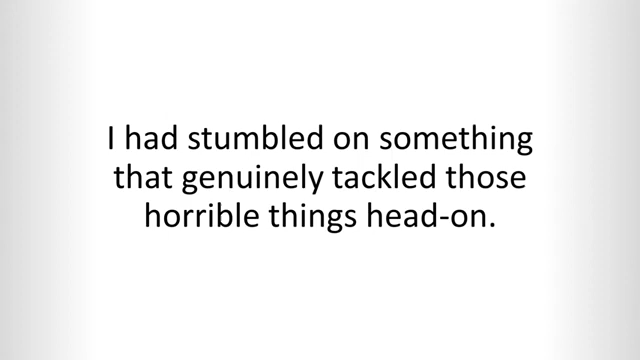 I had stumbled on something
that genuinely tackled those
horrible things head-on.